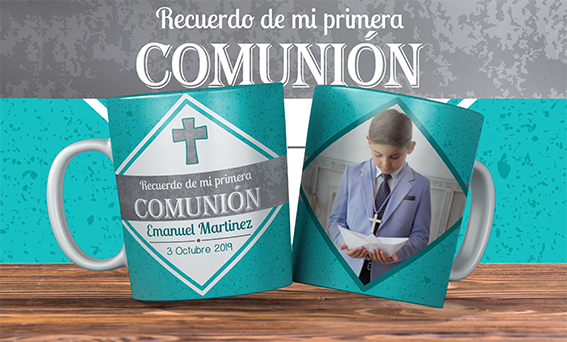 Recuerdo de mi primera
COMUNIÓN
Recuerdo de mi primera
COMUNIÓN
Emanuel Martinez
3 Octubre 2019